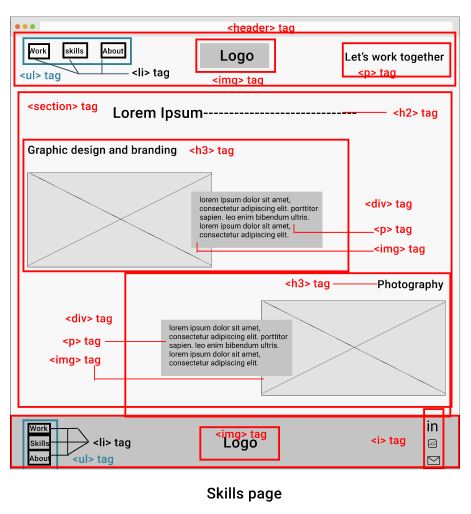 <header> tag
Work
skills
About
Logo
Let's work together
<ul> tag
<li> tag
<img> tag
<p> tag
<section> tag
Lorem Ipsum-----------------------------
<h2> tag
Graphic design and branding
<h3> tag
lorem ipsum dolor sit amet,
consectetur adipiscing elit. porttitor
sapien. leo enim bibendum ultris.
lorem ipsum dolor sit amet,
consectetur adipiscing elit.
<div> tag
<p> tag
<img> tag
<h3> tag
Photography
<div> tag
<p> tag
<img> tag
lorem ipsum dolor sit amet,
consectetur adipiscing elit. porttitor
sapien. leo enim bibendum ultris.
lorem ipsum dolor sit amet,
consectetur adipiscing elit.
Work
Skills
About
<li> tag
<ul> tag
<img> tag
Logo
<i> tag
in
Skills page